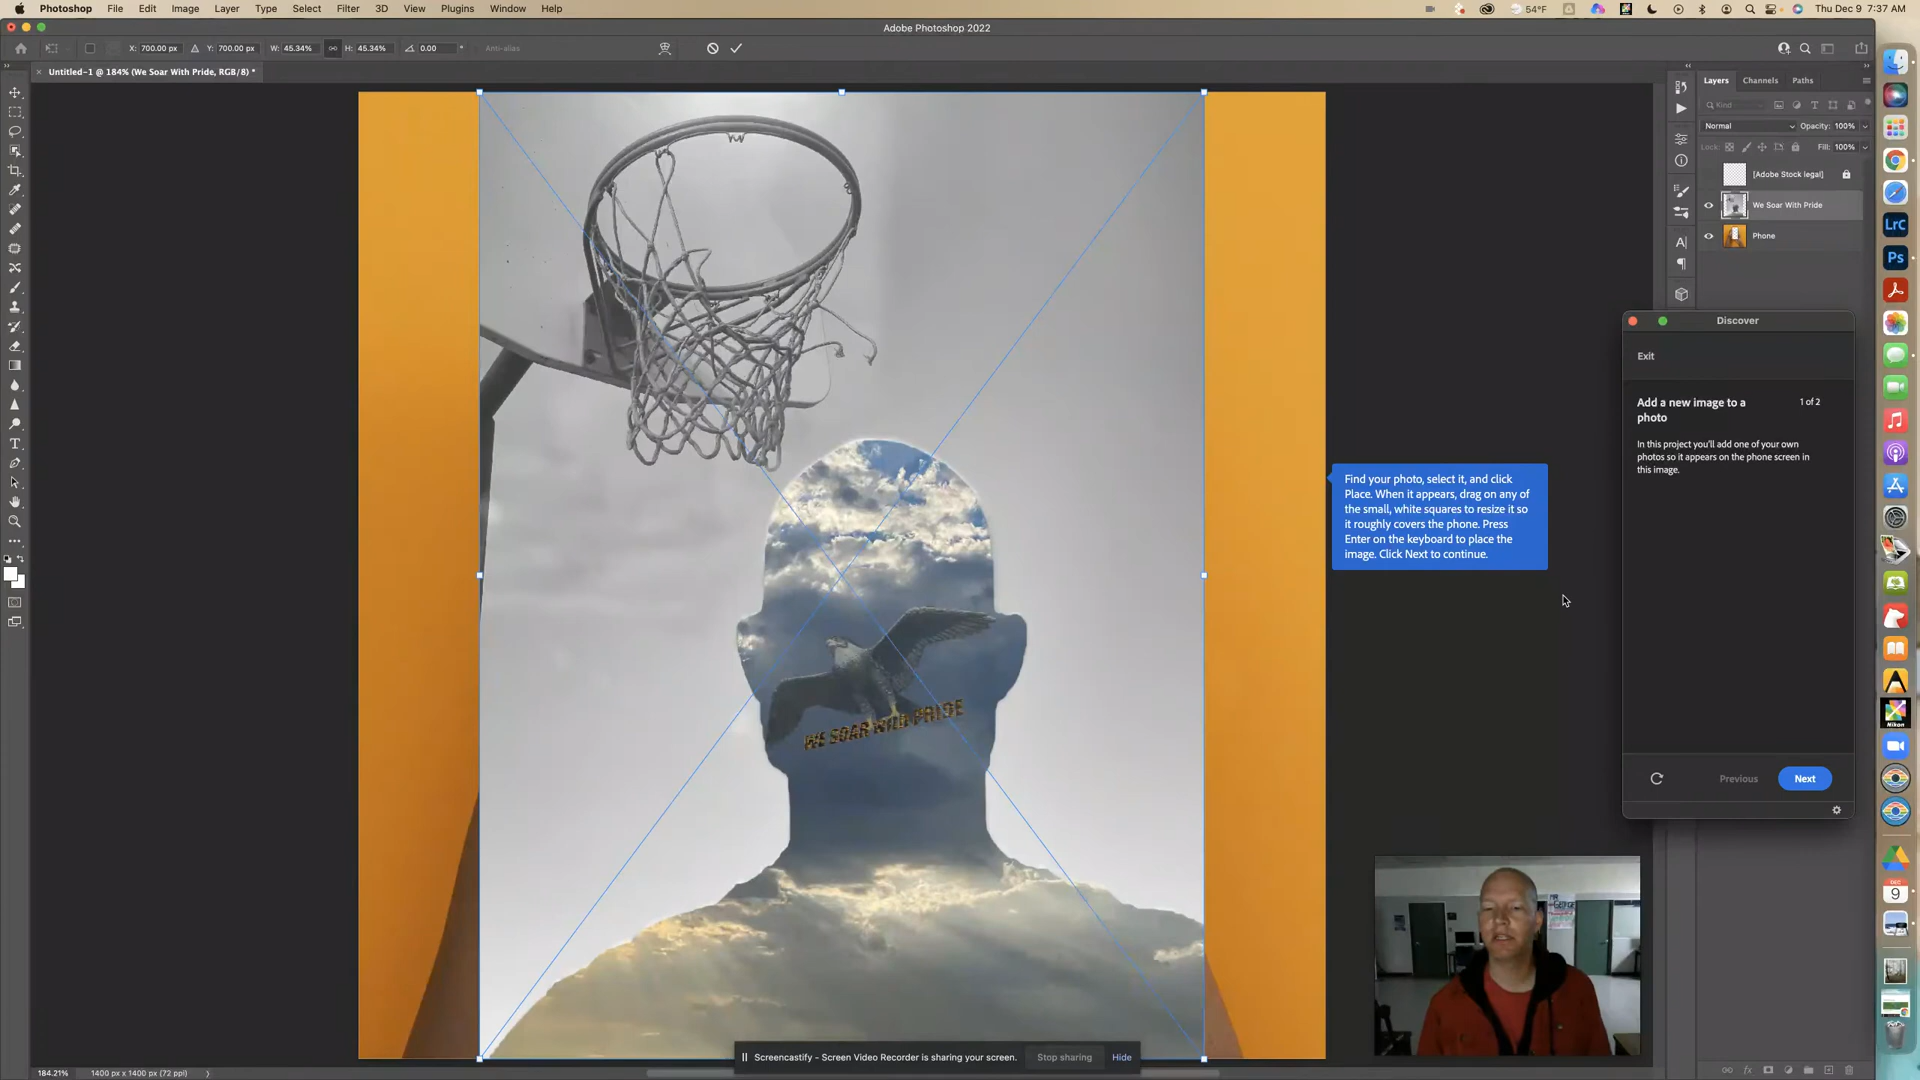 Photoshop File Edit Image Layer Type Select Filter 3D View Plugins Window Help
54°F Thu Dec 9 7:37 AM
Adobe Photoshop 2022
X: 700.00 px Y: 700.00 px W: 45.34% H: 45.34% 0.00 ° Anti-alias
Untitled-1 @ 184% (We Soar With Pride, RGB/8) *
Layers Channels Paths
Kind
Normal Opacity: 100%
Lock: Fill: 100%
[Adobe Stock legal]
We Soar With Pride
Phone
LrC
Ps
Discover
Exit
Add a new image to a
photo
1 of 2
In this project you'll add one of your own
photos so it appears on the phone screen in
this image.
Find your photo, select it, and click
Place. When it appears, drag on any of
the small, white squares to resize it so
it roughly covers the phone. Press
Enter on the keyboard to place the
image. Click Next to continue.
WE SOAR WILD PRIDE
Previous Next
Nikon
DEC
9
Screencastify - Screen Video Recorder is sharing your screen. Stop sharing Hide
184.21% 1400 px x 1400 px (72 ppi)